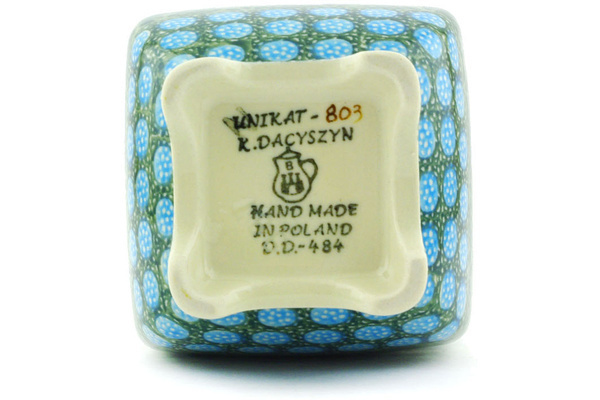 UNIKAT - 803
K.DACYSZYN
B
HAND MADE
IN POLAND
D.D.-484